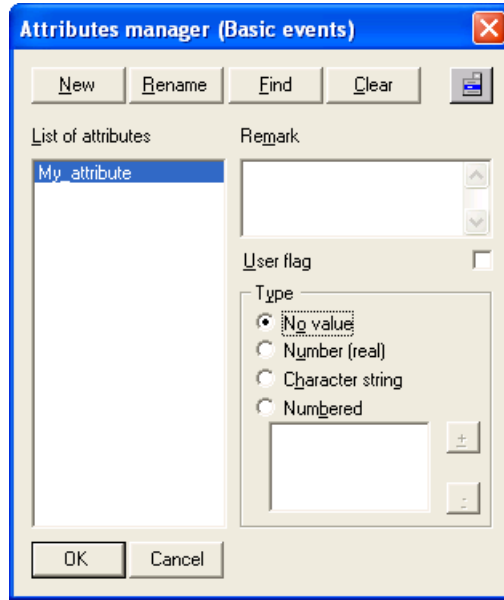 Attributes manager (Basic events)
New Rename Find Clear
List of attributes Remark
My_attribute
User flag
Type
No value
Number (real)
Character string
Numbered
+
-
OK Cancel